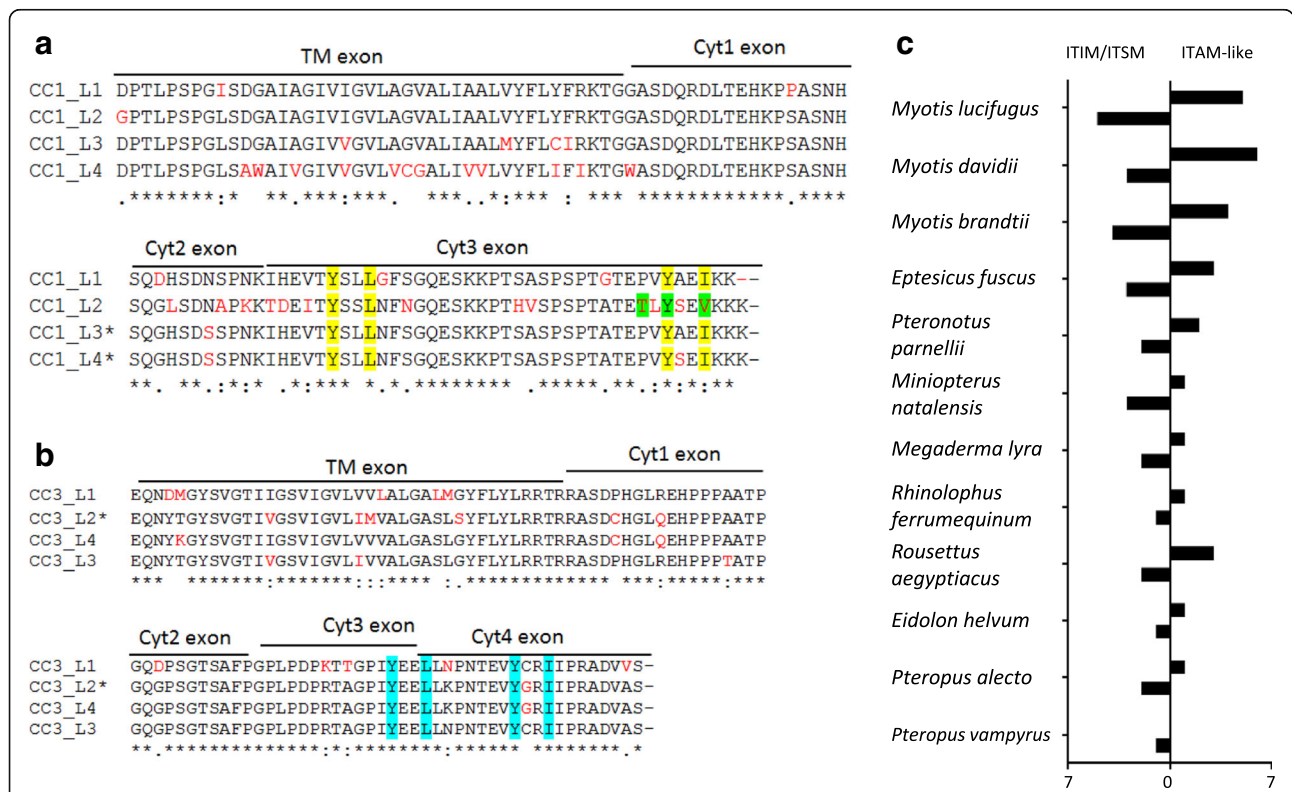 a
TM exon
Cyt1 exon
CC1_L1 DPTLPSPGISDGAIAGIVIGVLAGVALIAALVYFLYFRKTGGASDQRDLTEHKPPASNH
CC1_L2 GPTLPSPGLSDGAIAGIVIGVLAGVALIAALVYFLYFRKTGGASDQRDLTEHKPSASNH
CC1_L3 DPTLPSPGLSDGAIAGIVVGVLAGVALIAALMYFLCIRKTGGASDQRDLTEHKPSASNH
CC1_L4 DPTLPSPGLSAWAIVGIVVGVLVCGALIVVLVYFLIFIKTGWASDQRDLTEHKPSASNH
.*******:* **.***:****. ***..*:*** : *** ************.****
Cyt2 exon
Cyt3 exon
CC1_L1 SQDHSDNSPNKIHEVTYSLLGFSGQESKKPTSASPSPTGTEPVYAEIKK--
CC1_L2 SQGLSDNAPKKTDEITYSSLNFNGQESKKPTHVSPSPTATETLYSEVKKK-
CC1_L3* SQGHSDSSPNKIHEVTYSLLNFSGQESKKPTSASPSPTATEPVYAEIKKK-
CC1_L4* SQGHSDSSPNKIHEVTYSLLNFSGQESKKPTSASPSPTATEPVYSEIKKK-
**. **.:*:* .*:*** *.*.******** .*****.** .*:*:**
b
TM exon
Cyt1 exon
CC3_L1 EQNDMGYSVGTIIGSVIGVLVVLALGALMGYFLYLRRTRRASDPHGLREHPPPAATP
CC3_L2* EQNYTGYSVGTIVGSVIGVLIMVALGASLSYFLYLRRTRRASDCHGLQEHPPPAATP
CC3_L4 EQNYKGYSVGTIIGSVIGVLVVVALGASLGYFLYLRRTRRASDCHGLQEHPPPAATP
CC3_L3 EQNYTGYSVGTIVGSVIGVLIVVALGASLGYFLYLRRTRRASDPHGLREHPPPTATP
*** *******:*******:::**** :.************* ***:*****:***
Cyt2 exon
Cyt3 exon
Cyt4 exon
CC3_L1 GQDPSGTSAFPGPLPDPKTTGPIYEELLNPNTEVYCRIIPRADVVS-
CC3_L2* GQGPSGTSAFPGPLPDPRTAGPIYEELLKPNTEVYGRIIPRADVAS-
CC3_L4 GQGPSGTSAFPGPLPDPRTAGPIYEELLKPNTEVYGRIIPRADVAS-
CC3_L3 GQGPSGTSAFPGPLPDPRTAGPIYEELLNPNTEVYCRIIPRADVAS-
**.**************:*:********:****** ********.*
c
ITIM/ITSM
ITAM-like
Myotis lucifugus
Myotis davidii
Myotis brandtii
Eptesicus fuscus
Pteronotus
parnellii
Miniopterus
natalensis
Megaderma lyra
Rhinolophus
ferrumequinum
Rousettus
aegyptiacus
Eidolon helvum
Pteropus alecto
Pteropus vampyrus
7 0 7